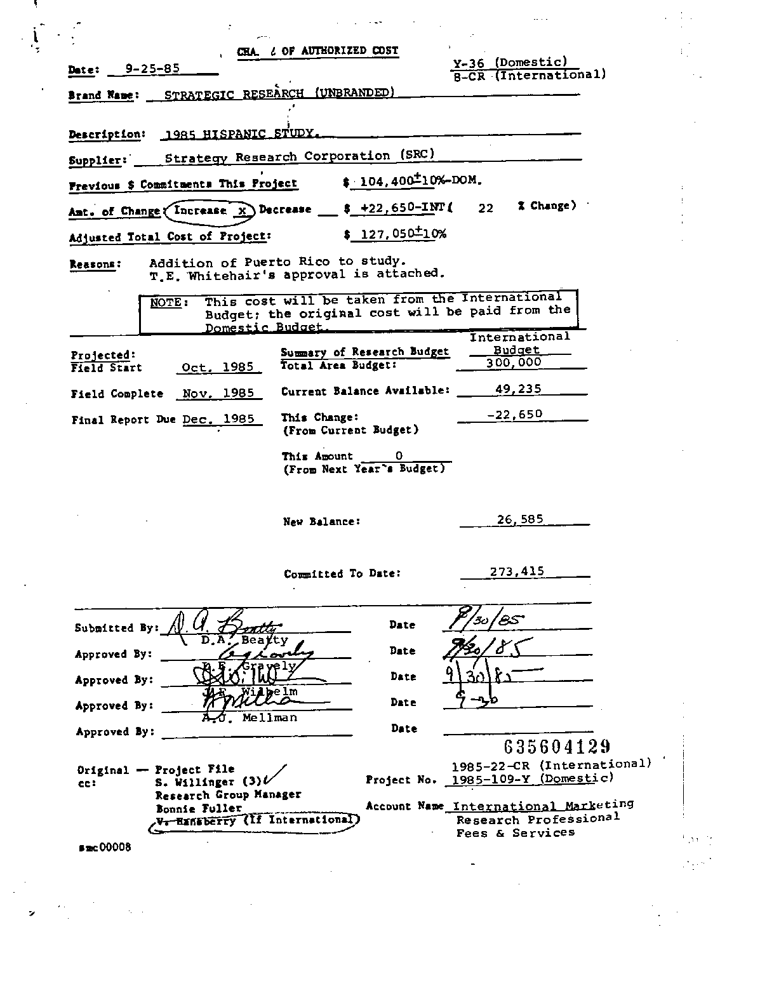 OF AUTHORIZED COST
Date: 9-25-85
Y-36 (Domestic)
8-CR (International)
Brand Name: STRATEGIC RESEARCH (UNBRANDED)
Description: 1985 HISPANIC STUDY.
Supplier: Strategy Research Corporation (SRC)
Previous $ Commitments This Project $ 104,400±10%-DOM.
Amt. of Change: Increase x Decrease $ +22,650-INT( 22 % Change)
Adjusted Total Cost of Project: $ 127,050±10%
Reasons: Addition of Puerto Rico to study.
T.E. Whitehair's approval is attached.
NOTE: This cost will be taken from the International
Budget; the original cost will be paid from the
Domestic Budget.
International
Projected: Summary of Research Budget Budget
Field Start Oct. 1985 Total Area Budget: 300,000
Field Complete Nov. 1985 Current Balance Available: 49,235
Final Report Due Dec. 1985 This Change: -22,650
(From Current Budget)
This Amount 0
(From Next Year's Budget)
New Balance: 26,585
Committed To Date: 273,415
Submitted By: D.A. Beatty Date 9/30/85
D.A. Beatty
Approved By: Date 9/30/85
Gravely
Approved By: Date 9/30/85
Wilhelm
Approved By: Date 9-30
A.J. Mellman
Approved By: Date
635604129
Original — Project File 1985-22-CR (International)
cc: S. Willinger (3) Project No. 1985-109-Y (Domestic)
Research Group Manager
Bonnie Fuller Account Name International Marketing
V. Hansberry (If International) Research Professional
Fees & Services
smc00008